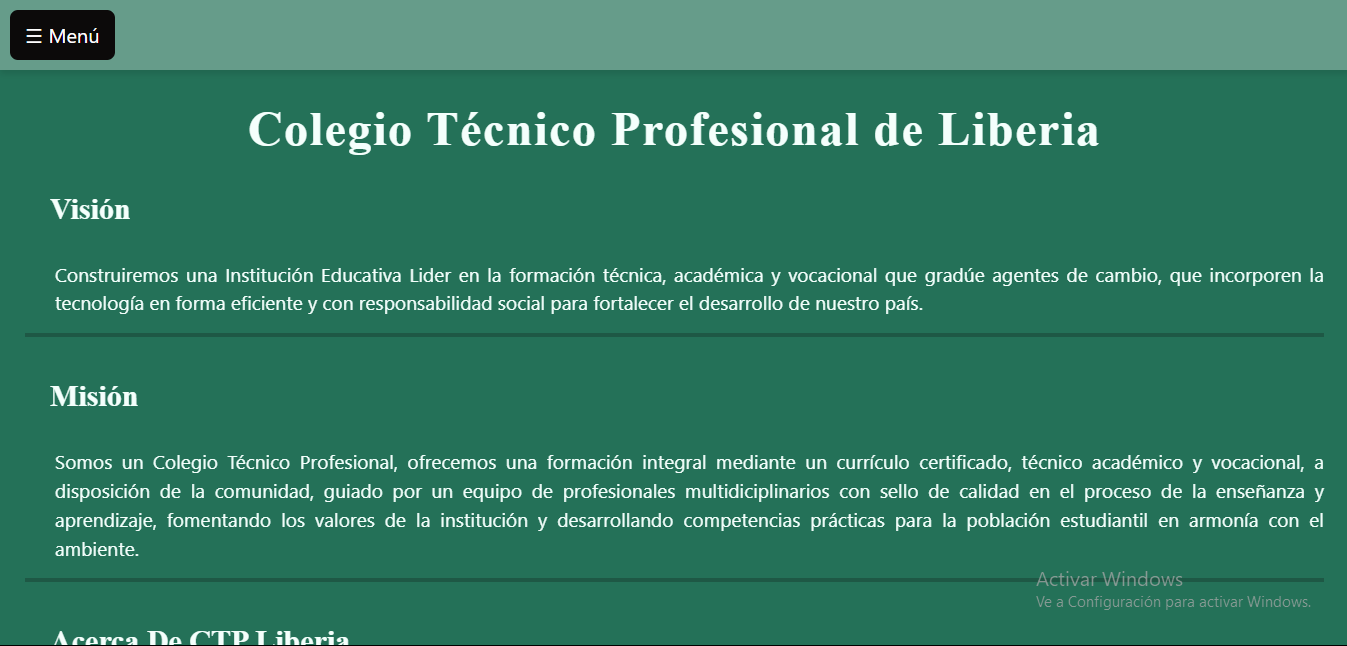 ☰ Menú
Colegio Técnico Profesional de Liberia
Visión
Construiremos una Institución Educativa Lider en la formación técnica, académica y vocacional que gradúe agentes de cambio, que incorporen la
tecnología en forma eficiente y con responsabilidad social para fortalecer el desarrollo de nuestro país.
Misión
Somos un Colegio Técnico Profesional, ofrecemos una formación integral mediante un currículo certificado, técnico académico y vocacional, a
disposición de la comunidad, guiado por un equipo de profesionales multidiciplinarios con sello de calidad en el proceso de la enseñanza y
aprendizaje, fomentando los valores de la institución y desarrollando competencias prácticas para la población estudiantil en armonía con el
ambiente.
Activar Windows
Ve a Configuración para activar Windows.
Acerca De CTP Liberia